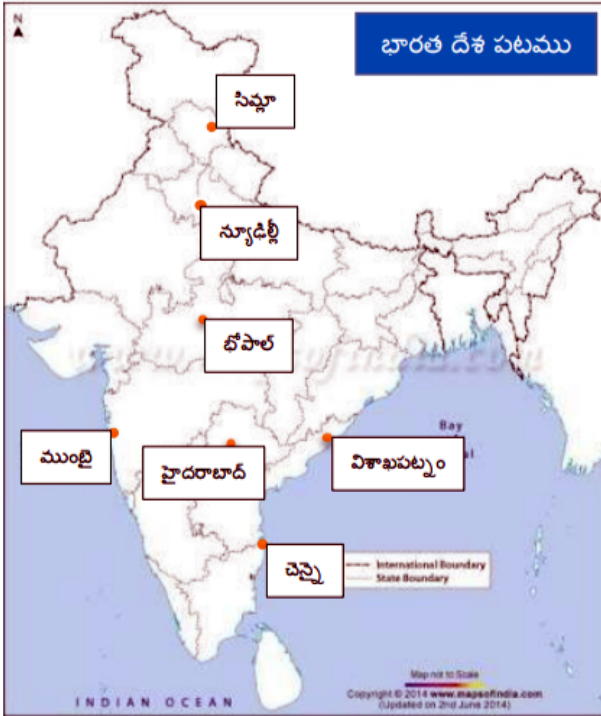 N
భారత దేశ పటము
సిమ్లా
న్యూఢిల్లీ
భోపాల్
Bay
ముంబై
హైదరాబాద్
విశాఖపట్నం
చెన్నై
International Boundary
State Boundary
Map not to Scale
Copyright © 2014 www.mapsofindia.com
(Updated on 2nd June 2014)
INDIAN OCEAN